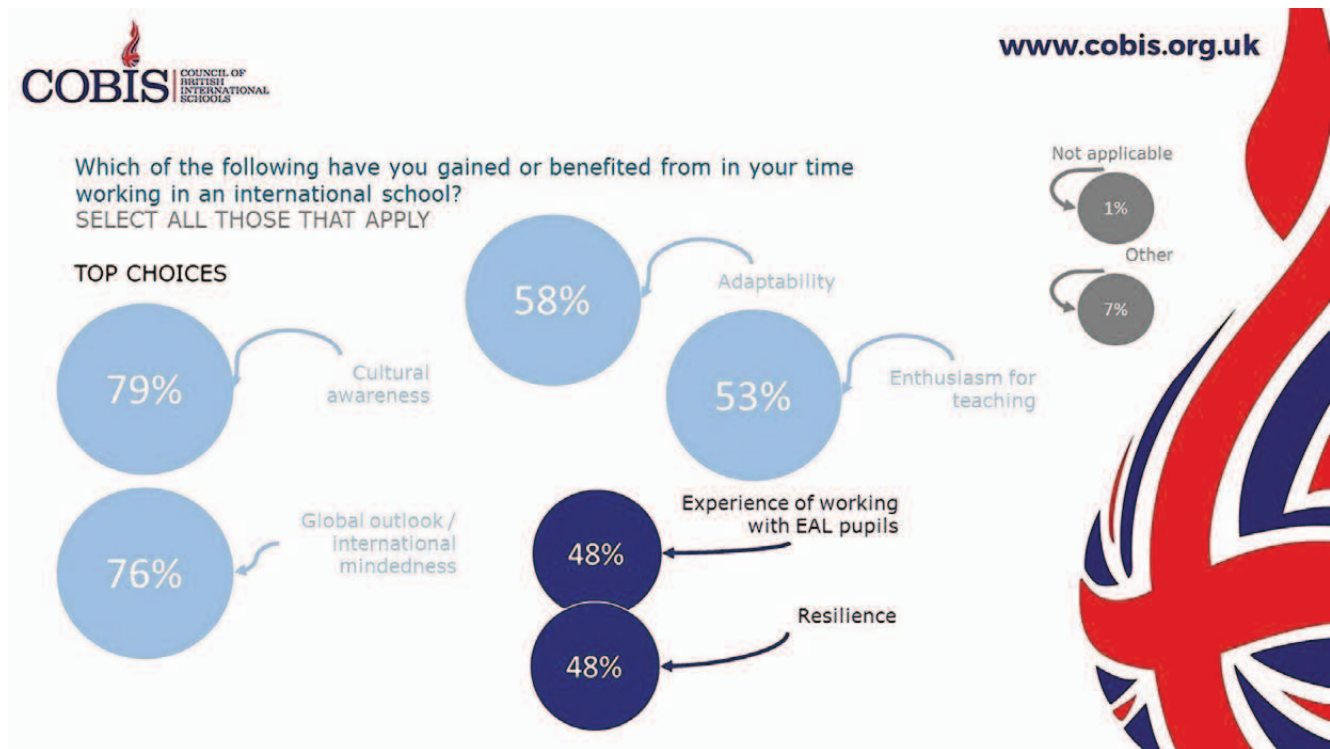 COBIS
COUNCIL OF
BRITISH
INTERNATIONAL
SCHOOLS
www.cobis.org.uk
Which of the following have you gained or benefited from in your time
working in an international school?
SELECT ALL THOSE THAT APPLY
TOP CHOICES
79%
Cultural
awareness
76%
Global outlook /
international
mindedness
58%
Adaptability
53%
Enthusiasm for
teaching
48%
Experience of working
with EAL pupils
48%
Resilience
Not applicable
1%
Other
7%